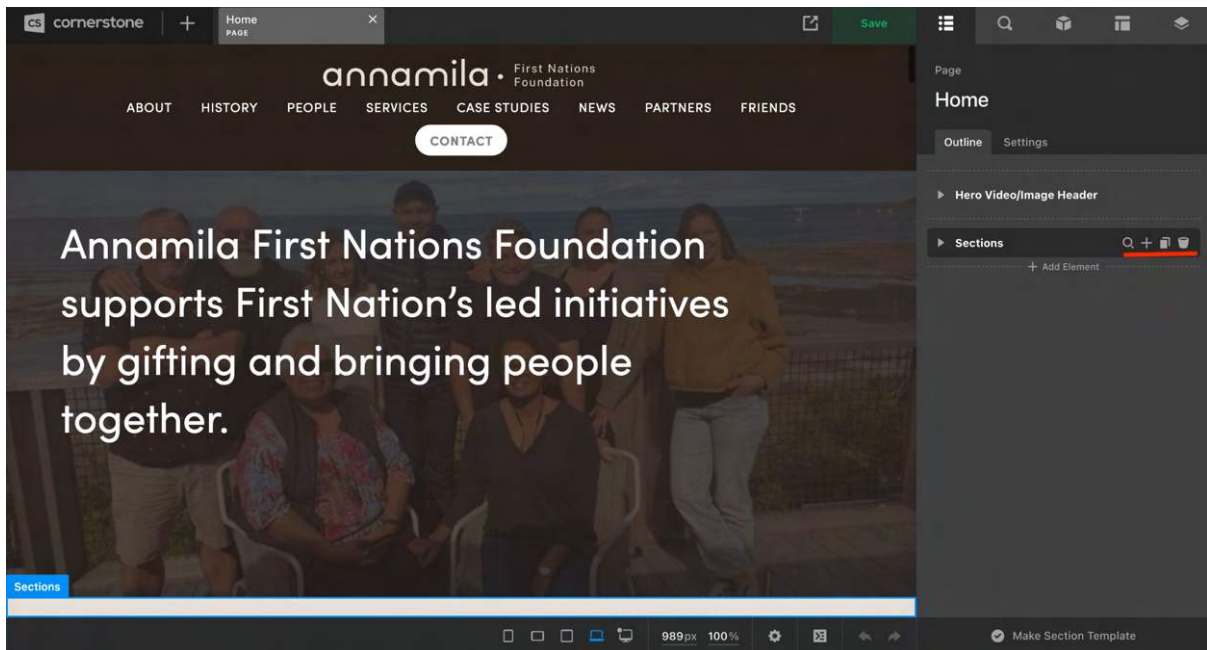 cs cornerstone
Home
PAGE
Save
annamila · First Nations
Foundation
ABOUT HISTORY PEOPLE SERVICES CASE STUDIES NEWS PARTNERS FRIENDS
CONTACT
Annamila First Nations Foundation
supports First Nation’s led initiatives
by gifting and bringing people
together.
Sections
989px 100%
Page
Home
Outline Settings
Hero Video/Image Header
Sections
Add Element
Make Section Template